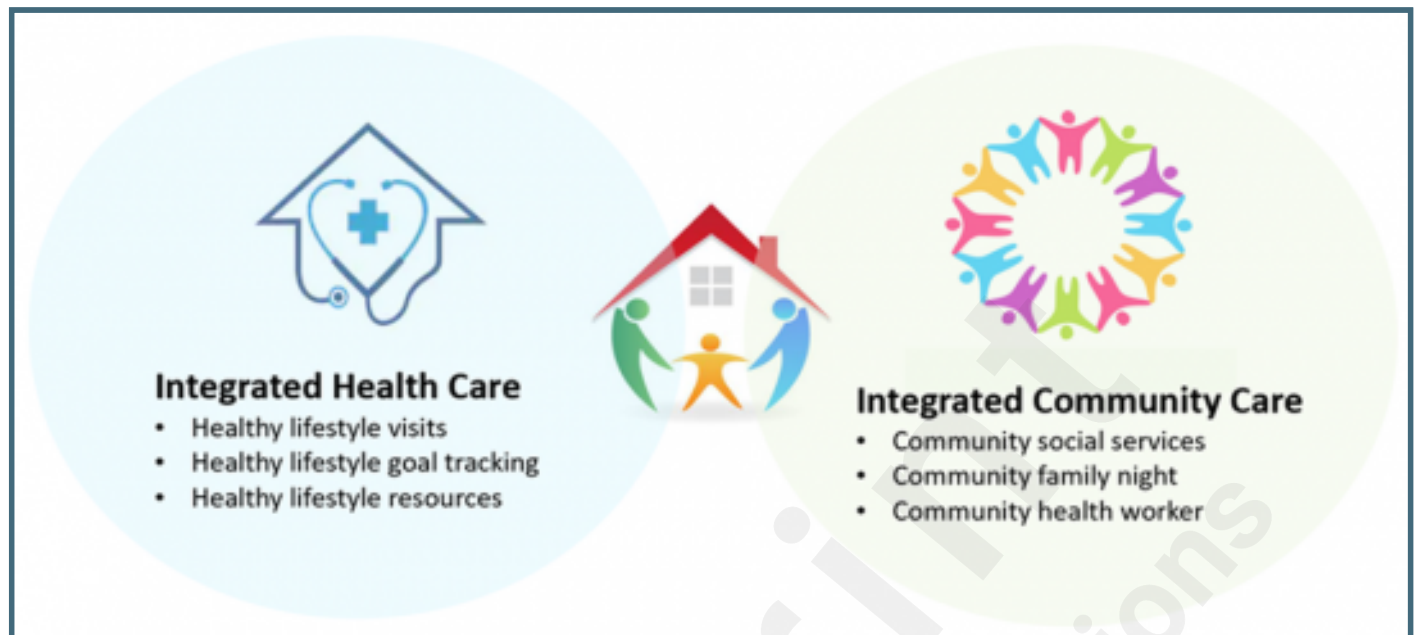 Integrated Health Care
• Healthy lifestyle visits
• Healthy lifestyle goal tracking
• Healthy lifestyle resources
Integrated Community Care
• Community social services
• Community family night
• Community health worker